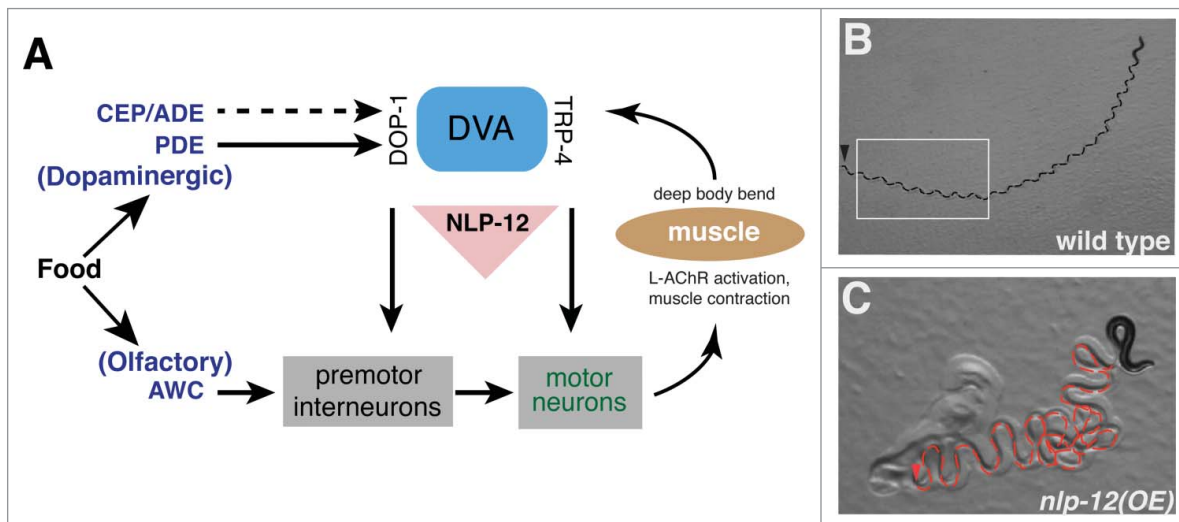 A
CEP/ADE
PDE
(Dopaminergic)
Food
(Olfactory)
AWC
DOP-1
DVA
TRP-4
NLP-12
premotor
interneurons
motor
neurons
deep body bend
muscle
L-AChR activation,
muscle contraction
B
wild type
C
nlp-12(OE)